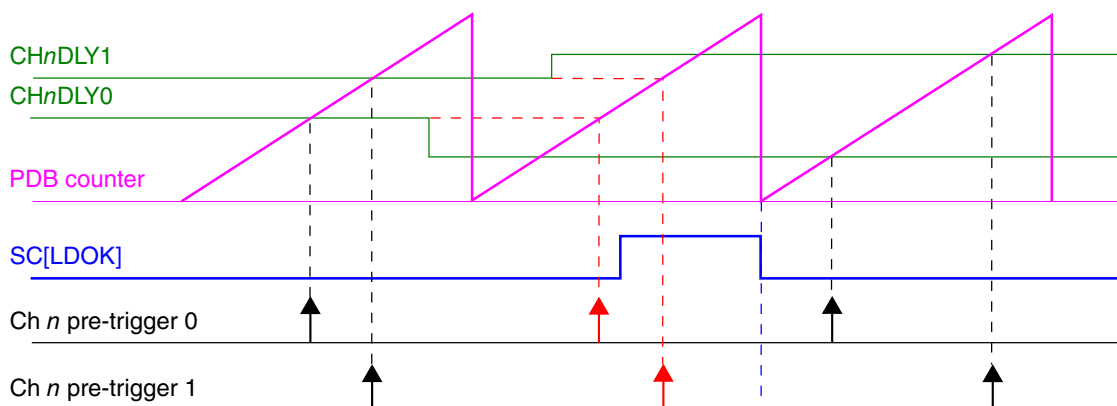 CHnDLY1
CHnDLY0
PDB counter
SC[LDOK]
Ch n pre-trigger 0
Ch n pre-trigger 1